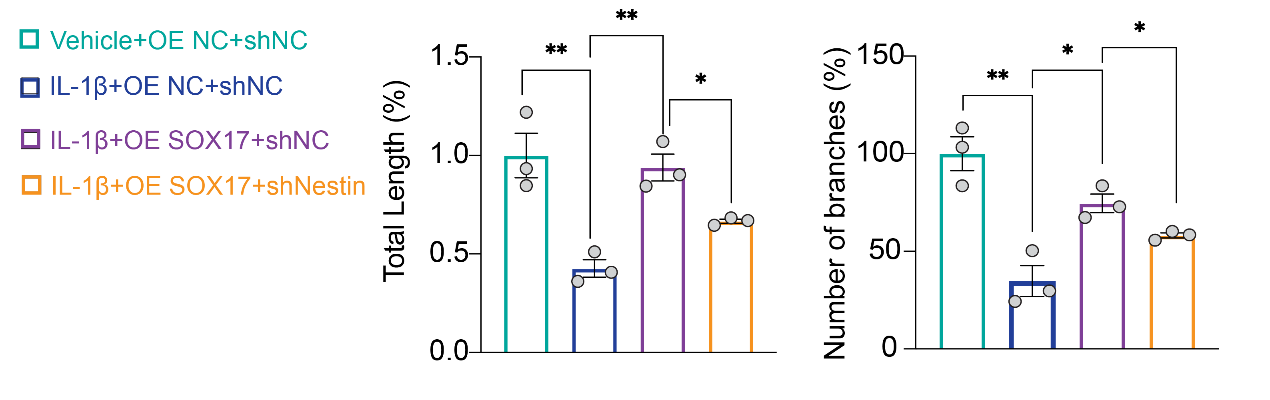 Vehicle+OE NC+shNC
IL-1β+OE NC+shNC
IL-1β+OE SOX17+shNC
IL-1β+OE SOX17+shNestin
Total Length (%)
1.5
1.0
0.5
0.0
**
**
*
Number of branches (%)
150
100
50
0
**
*
*